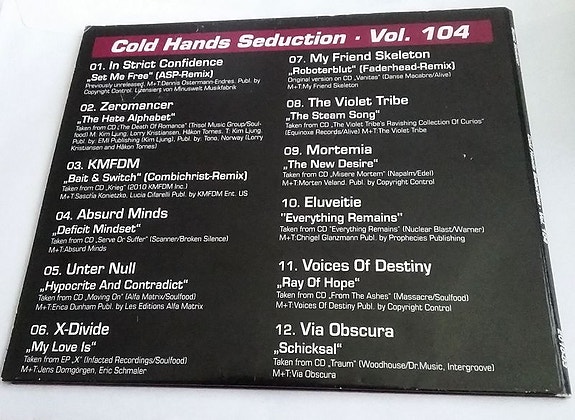 Cold Hands Seduction · Vol. 104
01. In Strict Confidence
„Set Me Free" (ASP-Remix)
Previously unreleased. M+T:Dennis Ostermann-Endres. Publ. by
Copyright Control. Lizensierz von Minuswelt Musikfabrik
02. Zeromancer
„The Hate Alphabet"
Taken from CD „The Death Of Romance" (Trisol Music Group/Soul-
food) M. Kim Ljung, Lorry Kristiansen, Håkon Tornes. T: Kim Ljung.
Publ. by: EMI Publishing (Kim Ljung), Publ. by: Tono, Norway (Lorry
Kristiansen and Håkon Tornes)
03. KMFDM
„Bait & Switch" (Combichrist-Remix)
Taken from CD „Krieg" (2010 KMFDM Inc.)
M+T:Sascha Konietzko, Lucia Cifarelli Publ. by KMFDM Ent. US
04. Absurd Minds
„Deficit Mindset"
Taken from CD „Serve Or Suffer" (Scanner/Broken Silence)
M+T:Absurd Minds
05. Unter Null
„Hypocrite And Contradict"
Taken from CD „Moving On" (Alfa Matrix/Soulfood)
M+T:Erica Dunham Publ. by Les Editions Alfa Matrix
06. X-Divide
„My Love Is"
Taken from EP „X" (Infacted Recordings/Soulfood)
M+T:Jens Domgörgen, Eric Schmaler
07. My Friend Skeleton
„Roboterblut" (Faderhead-Remix)
Original version on CD „Vanitas" (Danse Macabre/Alive)
M+T:My Friend Skeleton
08. The Violet Tribe
„The Steam Song"
Taken from CD „The Violet Tribe's Ravishing Collection Of Curios"
(Equinoxe Records/Alive) M+T:The Violet Tribe
09. Mortemia
„The New Desire"
Taken from CD „Misere Mortem" (Napalm/Edel)
M+T:Morten Veland. Publ. by Copyright Control
10. Eluveitie
"Everything Remains"
Taken from CD "Everything Remains" (Nuclear Blast/Warner)
M+T:Chrigel Glanzmann Publ. by Prophecies Publishing
11. Voices Of Destiny
„Ray Of Hope"
Taken from CD „From The Ashes" (Massacre/Soulfood)
M+T:Voices Of Destiny Publ. by Copyright Control
12. Via Obscura
„Schicksal"
Taken from CD „Traum" (Woodhouse/Dr.Music, Intergroove)
M+T:Via Obscura